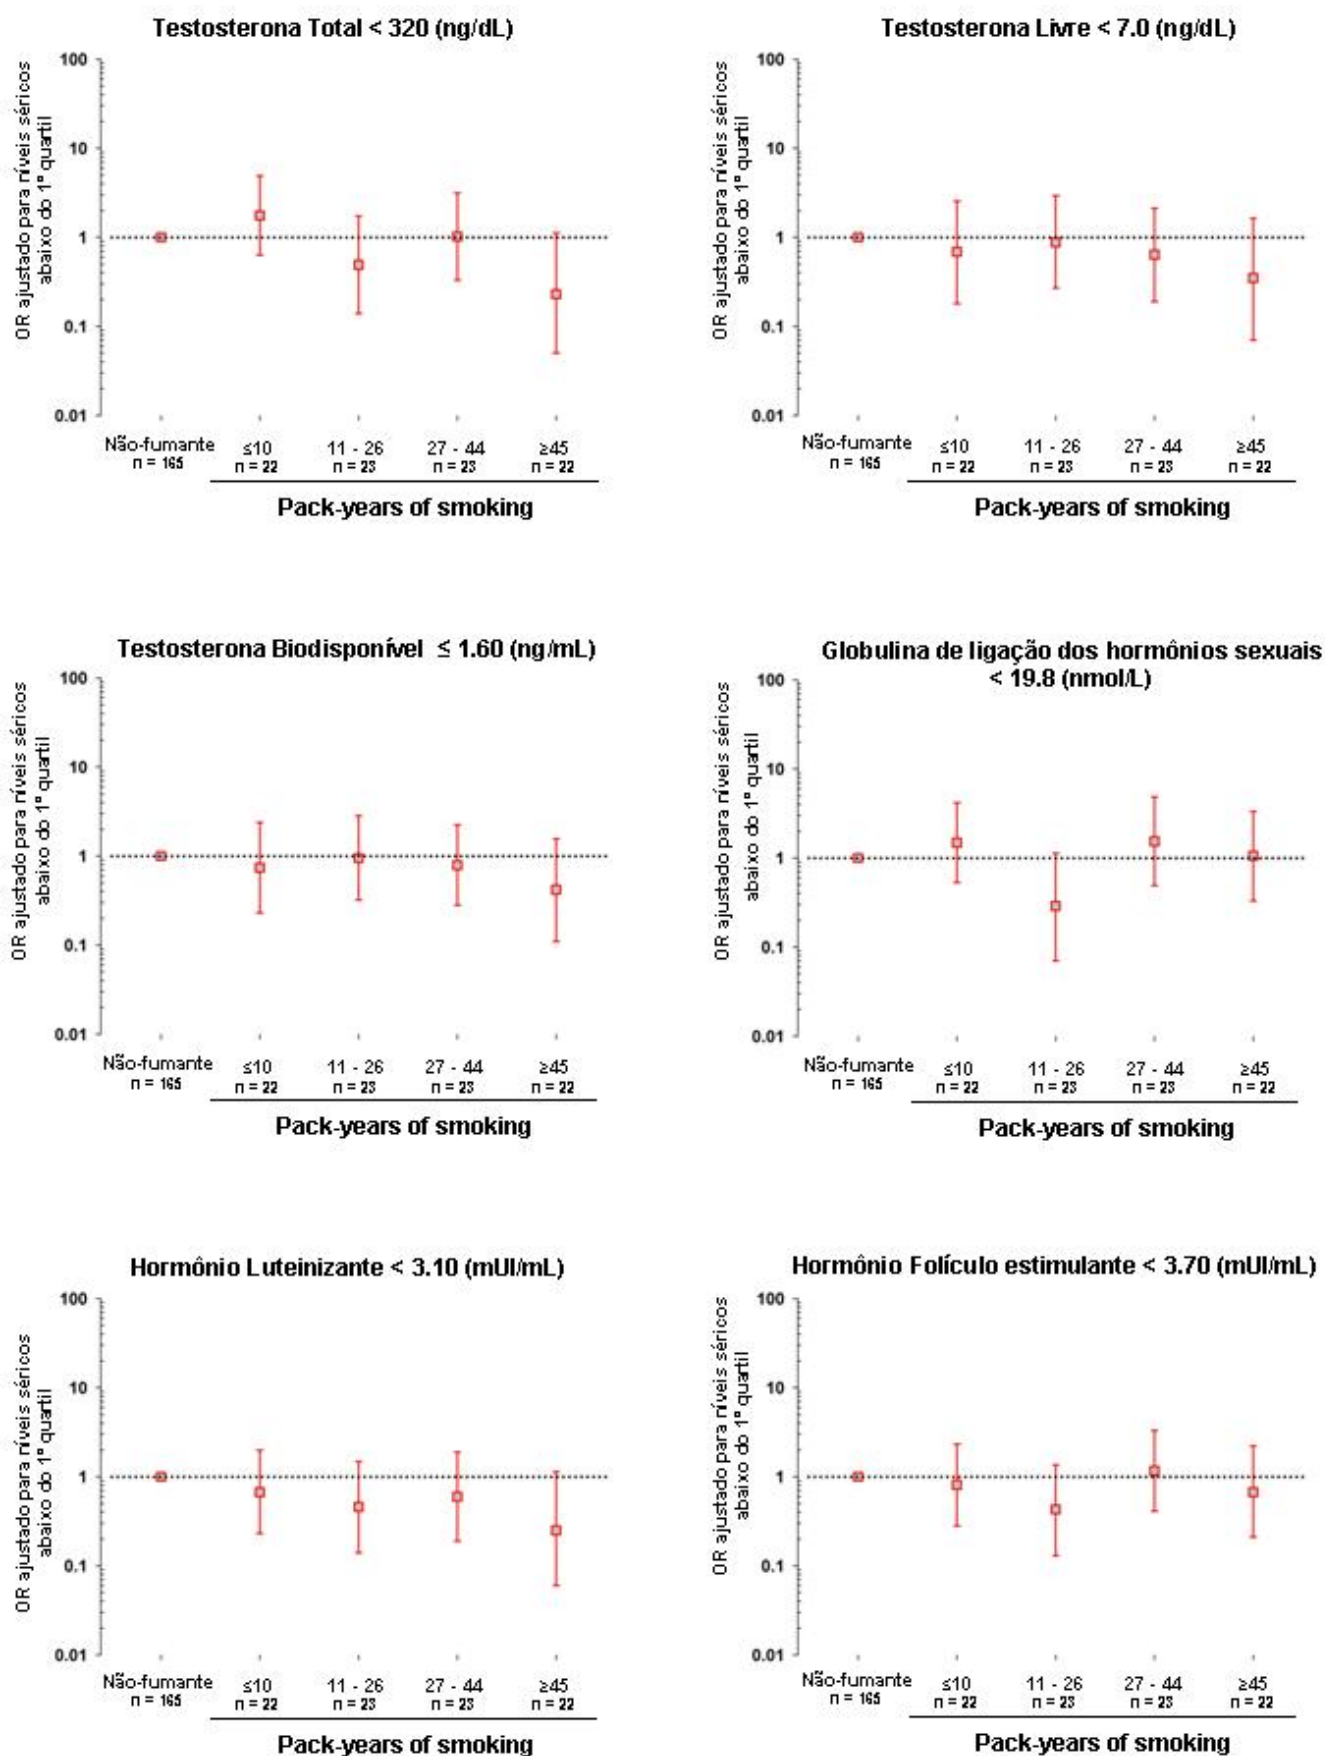 Testosterona Total < 320 (ng/dL)
OR ajustado para níveis séricos
abaixo do 1º quartil
100
10
1
0.1
0.01
Não-fumante ≤10 11 - 26 27 - 44 ≥45
n = 165 n = 22 n = 23 n = 23 n = 22
Pack-years of smoking
Testosterona Livre < 7.0 (ng/dL)
OR ajustado para níveis séricos
abaixo do 1º quartil
100
10
1
0.1
0.01
Não-fumante ≤10 11 - 26 27 - 44 ≥45
n = 165 n = 22 n = 23 n = 23 n = 22
Pack-years of smoking
Testosterona Biodisponível ≤ 1.60 (ng/mL)
OR ajustado para níveis séricos
abaixo do 1º quartil
100
10
1
0.1
0.01
Não-fumante ≤10 11 - 26 27 - 44 ≥45
n = 165 n = 22 n = 23 n = 23 n = 22
Pack-years of smoking
Globulina de ligação dos hormônios sexuais
< 19.8 (nmol/L)
OR ajustado para níveis séricos
abaixo do 1º quartil
100
10
1
0.1
0.01
Não-fumante ≤10 11 - 26 27 - 44 ≥45
n = 165 n = 22 n = 23 n = 23 n = 22
Pack-years of smoking
Hormônio Luteinizante < 3.10 (mUI/mL)
OR ajustado para níveis séricos
abaixo do 1º quartil
100
10
1
0.1
0.01
Não-fumante ≤10 11 - 26 27 - 44 ≥45
n = 165 n = 22 n = 23 n = 23 n = 22
Pack-years of smoking
Hormônio Folículo estimulante < 3.70 (mUI/mL)
OR ajustado para níveis séricos
abaixo do 1º quartil
100
10
1
0.1
0.01
Não-fumante ≤10 11 - 26 27 - 44 ≥45
n = 165 n = 22 n = 23 n = 23 n = 22
Pack-years of smoking